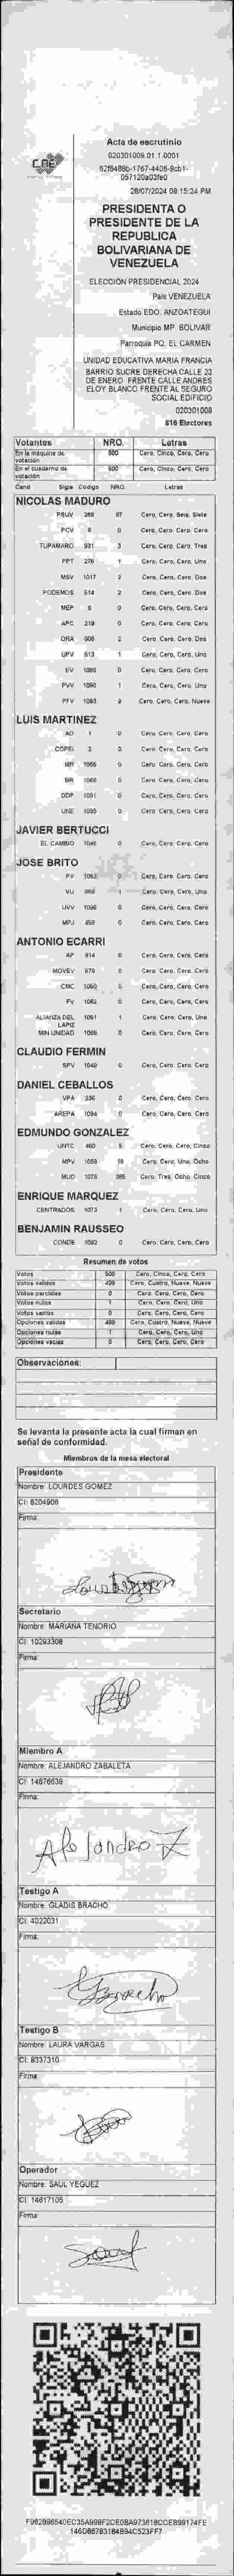 CNE
Acta de escrutinio
020301009.01.1.0001
28/07/2024 08:15:24 PM
PRESIDENTA O
PRESIDENTE DE LA
REPUBLICA
BOLIVARIANA DE
VENEZUELA
ELECCIÓN PRESIDENCIAL 2024
País VENEZUELA
Estado EDO. ANZOATEGUI
Municipio MP. BOLIVAR
Parroquia PQ. EL CARMEN
UNIDAD EDUCATIVA MARIA FRANCIA
BARRIO SUCRE DERECHA CALLE 23
DE ENERO FRENTE CALLE ANDRES
ELOY BLANCO FRENTE AL SEGURO
SOCIAL EDIFICIO
020301009
816 Electores
Votantes NRO. Letras
En la máquina de votación 500 Cero, Cinco, Cero, Cero
En el cuaderno de votación 500 Cero, Cinco, Cero, Cero
Cand Sigla Código NRO. Letras
NICOLAS MADURO
PSUV 269 67 Cero, Cero, Seis, Siete
PCV 8 0 Cero, Cero, Cero, Cero
TUPAMARO 931 3 Cero, Cero, Cero, Tres
PPT 276 1 Cero, Cero, Cero, Uno
MSV 1017 2 Cero, Cero, Cero, Dos
PODEMOS 514 2 Cero, Cero, Cero, Dos
MEP 6 0 Cero, Cero, Cero, Cero
APC 219 0 Cero, Cero, Cero, Cero
ORA 906 2 Cero, Cero, Cero, Dos
UPV 513 1 Cero, Cero, Cero, Uno
EV 1080 0 Cero, Cero, Cero, Cero
PVV 1090 1 Cero, Cero, Cero, Uno
PFV 1093 9 Cero, Cero, Cero, Nueve
LUIS MARTINEZ
AD 1 0 Cero, Cero, Cero, Cero
COPEI 2 0 Cero, Cero, Cero, Cero
MR 1065 0 Cero, Cero, Cero, Cero
BR 1068 0 Cero, Cero, Cero, Cero
DDP 1091 0 Cero, Cero, Cero, Cero
UNE 1095 0 Cero, Cero, Cero, Cero
JAVIER BERTUCCI
EL CAMBIO 1048 0 Cero, Cero, Cero, Cero
JOSE BRITO
PV 1053 0 Cero, Cero, Cero, Cero
VU 968 1 Cero, Cero, Cero, Uno
UVV 1096 0 Cero, Cero, Cero, Cero
MPJ 459 0 Cero, Cero, Cero, Cero
ANTONIO ECARRI
AP 814 0 Cero, Cero, Cero, Cero
MOVEV 876 0 Cero, Cero, Cero, Cero
CMC 1050 0 Cero, Cero, Cero, Cero
FV 1062 0 Cero, Cero, Cero, Cero
ALIANZA DEL LAPIZ 1051 1 Cero, Cero, Cero, Uno
MIN UNIDAD 1098 0 Cero, Cero, Cero, Cero
CLAUDIO FERMIN
SPV 1049 0 Cero, Cero, Cero, Cero
DANIEL CEBALLOS
VPA 336 0 Cero, Cero, Cero, Cero
AREPA 1094 0 Cero, Cero, Cero, Cero
EDMUNDO GONZALEZ
UNTC 460 5 Cero, Cero, Cero, Cinco
MPV 1059 18 Cero, Cero, Uno, Ocho
MUD 1078 385 Cero, Tres, Ocho, Cinco
ENRIQUE MARQUEZ
CENTRADOS 1073 1 Cero, Cero, Cero, Uno
BENJAMIN RAUSSEO
CONDE 1092 0 Cero, Cero, Cero, Cero
Resumen de votos
Votos 500 Cero, Cinco, Cero, Cero
Votos válidos 499 Cero, Cuatro, Nueve, Nueve
Votos parciales 0 Cero, Cero, Cero, Cero
Votos nulos 1 Cero, Cero, Cero, Uno
Votos vacíos 0 Cero, Cero, Cero, Cero
Opciones válidas 499 Cero, Cuatro, Nueve, Nueve
Opciones nulas 1 Cero, Cero, Cero, Uno
Opciones vacías 0 Cero, Cero, Cero, Cero
Observaciones:
Se levanta la presente acta la cual firman en
señal de conformidad.
Miembros de la mesa electoral
Presidente
Nombre: LOURDES GOMEZ
CI: 8204906
Firma:
Secretario
Nombre: MARIANA TENORIO
CI: 10293308
Firma:
Miembro A
Nombre: ALEJANDRO ZABALETA
CI: 14676639
Firma:
Alejandro Z
Testigo A
Nombre: GLADIS BRACHO
CI: 4022031
Firma:
GBracho
Testigo B
Nombre: LAURA VARGAS
CI: 8337310
Firma:
Operador
Nombre: SAUL YEGUEZ
CI: 14617105
Firma: